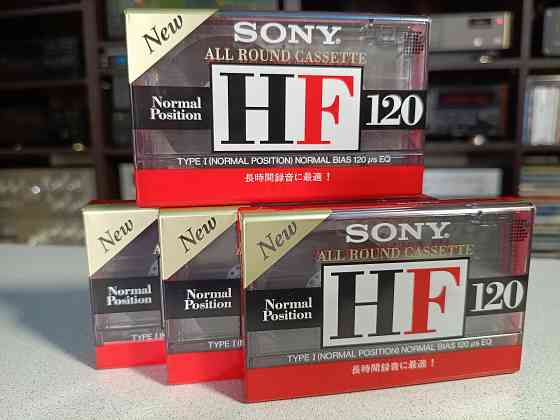 New
SONY
ALL ROUND CASSETTE
Normal
Position
HF
120
TYPE I (NORMAL POSITION) NORMAL BIAS 120 μs EQ
長時間録音に最適！
New
Normal
Position
TYPE I (N
New
Normal
Position
TYPE I (N
New
SONY
ALL ROUND CASSETTE
Normal
Position
HF
120
TYPE I (NORMAL POSITION) NORMAL BIAS 120 μs EQ
長時間録音に最適！